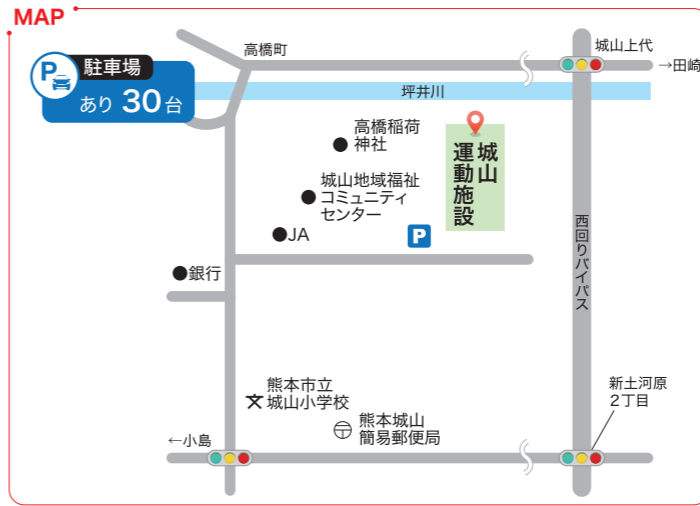 MAP
P
駐車場
あり 30台
高橋町
城山上代
→田崎
坪井川
高橋稲荷
神社
城山
運動施設
城山地域福祉
コミュニティ
センター
JA
P
西回りバイパス
銀行
熊本市立
城山小学校
新土河原
2丁目
熊本城山
簡易郵便局
←小島